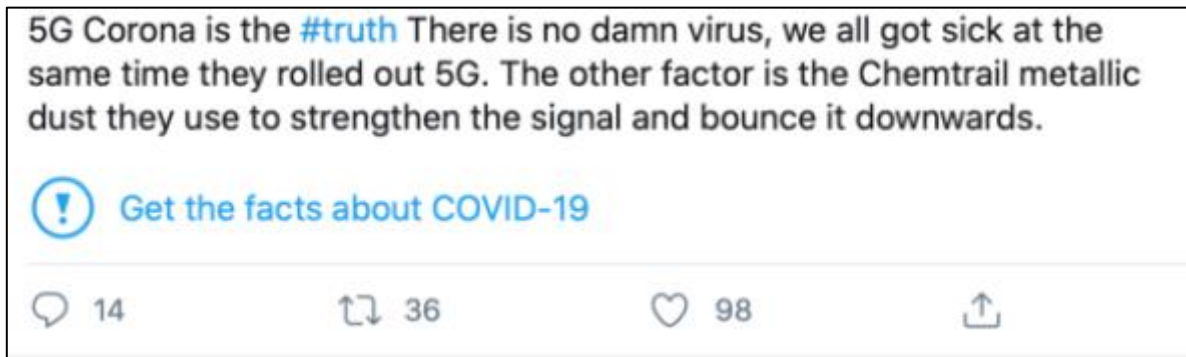 5G Corona is the #truth There is no damn virus, we all got sick at the
same time they rolled out 5G. The other factor is the Chemtrail metallic
dust they use to strengthen the signal and bounce it downwards.
! Get the facts about COVID-19
14 36 98